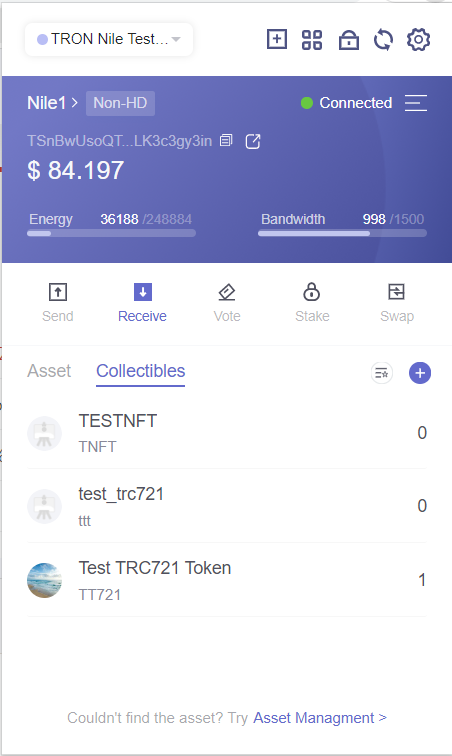 TRON Nile Test...
Nile1 > Non-HD Connected
TSnBwUsoQT...LK3c3gy3in
$ 84.197
Energy 36188 /248884 Bandwidth 998 /1500
Send Receive Vote Stake Swap
Asset Collectibles
TESTNFT
TNFT
0
test_trc721
ttt
0
Test TRC721 Token
TT721
1
Couldn't find the asset? Try Asset Managment >